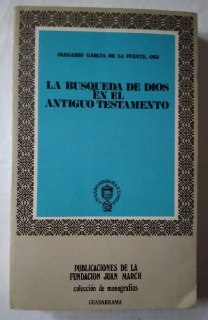 OLEGARIO GARCIA DE LA FUENTE, OSA
LA BUSQUEDA DE DIOS
EN EL
ANTIGUO TESTAMENTO
PUBLICACIONES DE LA
FUNDACION JUAN MARCH
colección de monografías
GUADARRAMA